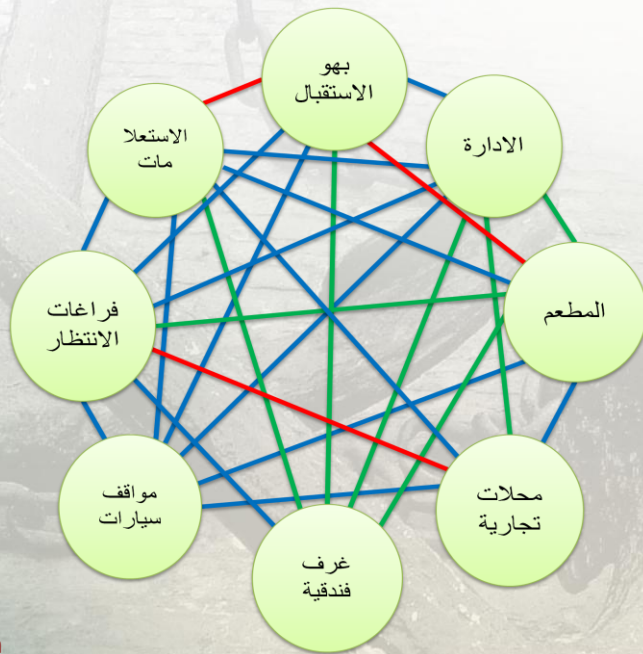 بهو
الاستقبال
الادارة
المطعم
محلات
تجارية
غرف
فندقية
مواقف
سيارات
فراغات
الانتظار
الاستعلا
مات